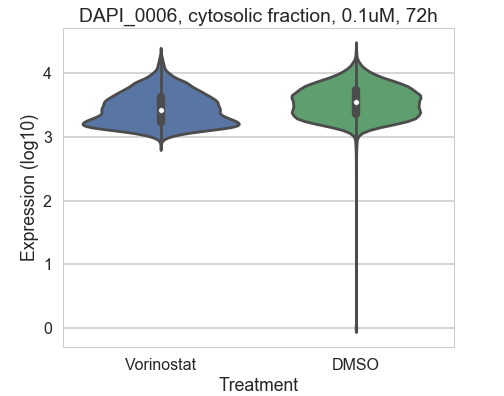 DAPI_0006, cytosolic fraction, 0.1uM, 72h
Expression (log10)
4
3
2
1
0
Vorinostat DMSO
Treatment